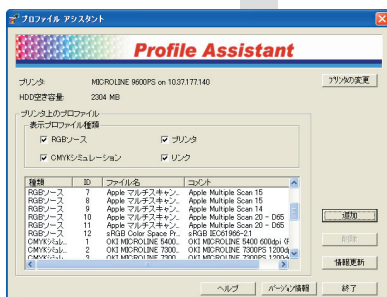 プロファイル アシスタント
Profile Assistant
プリンタ: MICROLINE 9600PS on 10.37.177.140
プリンタの変更
HDD空き容量: 2304 MB
プリンタ上のプロファイル
表示プロファイル種類
RGBソース プリンタ
CMYKシミュレーション リンク
種類 ID ファイル名 コメント
RGBソース 7 Apple マルチスキャン... Apple Multiple Scan 15
RGBソース 8 Apple マルチスキャン... Apple Multiple Scan 15
RGBソース 9 Apple マルチスキャン... Apple Multiple Scan 14
RGBソース 10 Apple マルチスキャン... Apple Multiple Scan 20 - D65
RGBソース 11 Apple マルチスキャン... Apple Multiple Scan 20 - D65
RGBソース 12 sRGB Color Space Pr... sRGB IEC61966-2.1
CMYKシミュレ... 1 OKI MICROLINE 5400... OKI MICROLINE 5400 600dpi (F
CMYKシミュレ... 2 OKI MICROLINE 7300... OKI MICROLINE 7300PS 1200d
追加
削除
情報更新
ヘルプ バージョン情報 終了